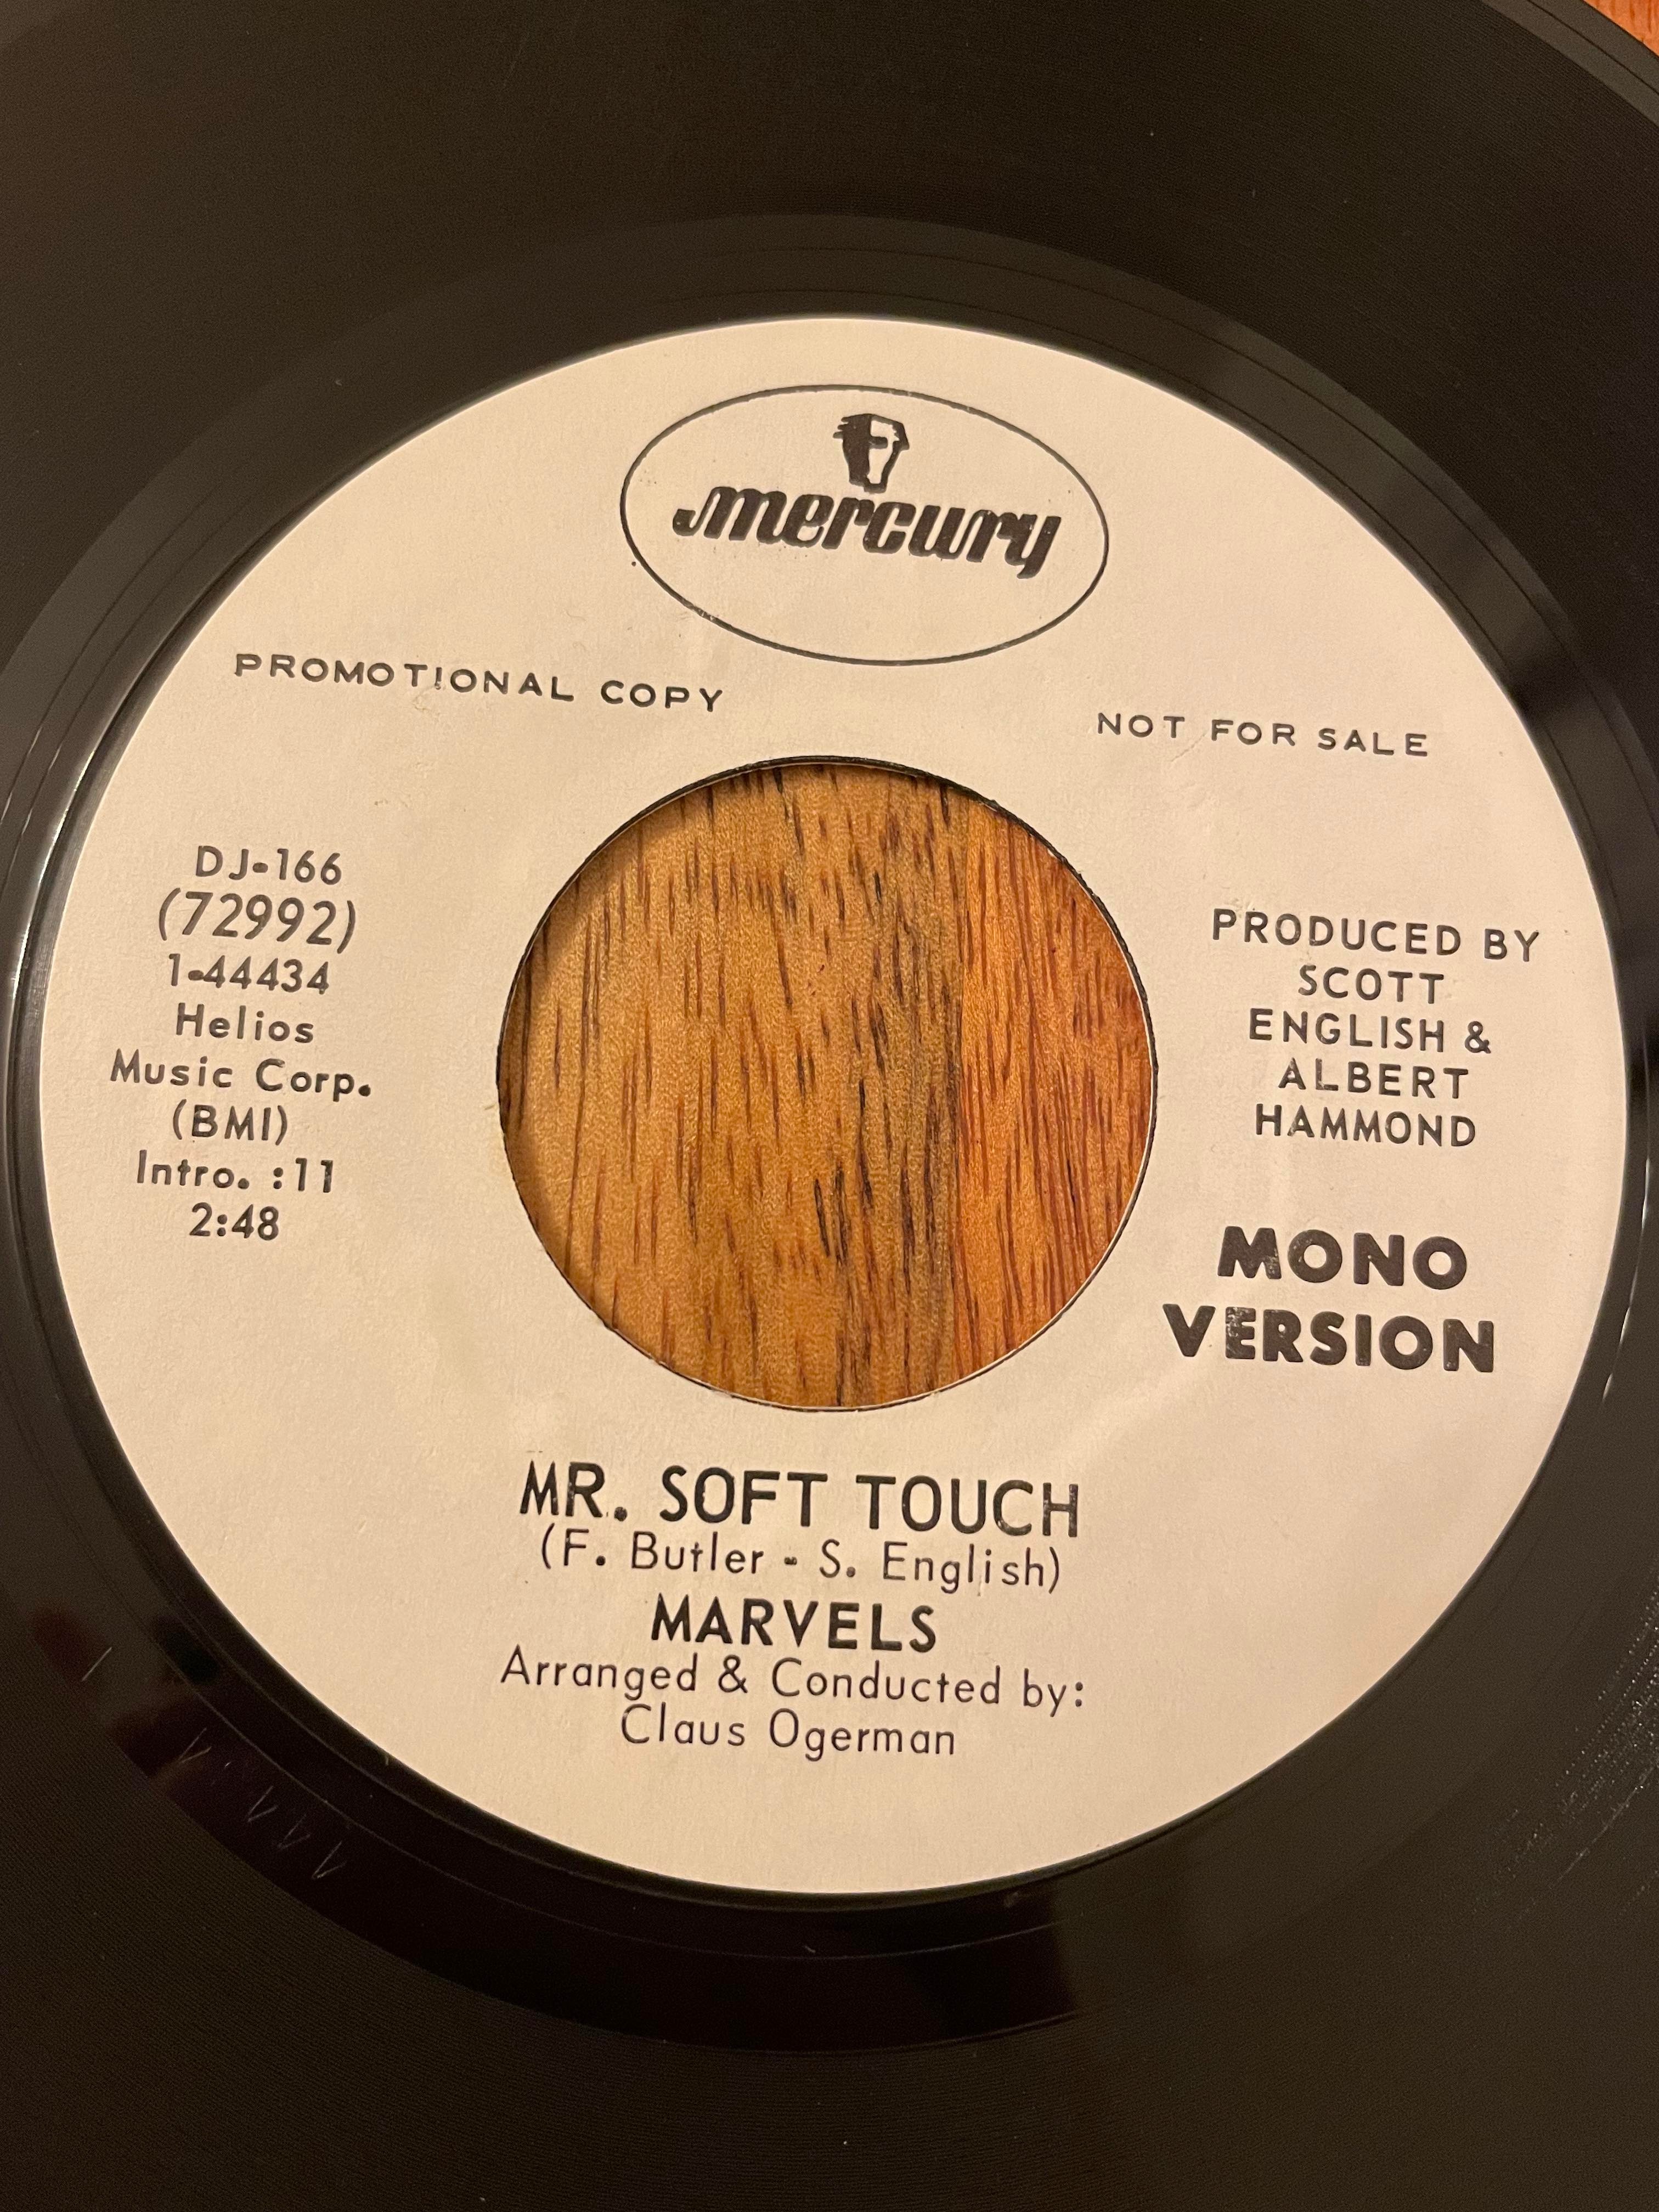 mercury
PROMOTIONAL COPY
NOT FOR SALE
DJ-166
(72992)
1-44434
Helios
Music Corp.
(BMI)
Intro. :11
2:48
PRODUCED BY
SCOTT
ENGLISH &
ALBERT
HAMMOND
MONO
VERSION
MR. SOFT TOUCH
(F. Butler - S. English)
MARVELS
Arranged & Conducted by:
Claus Ogerman